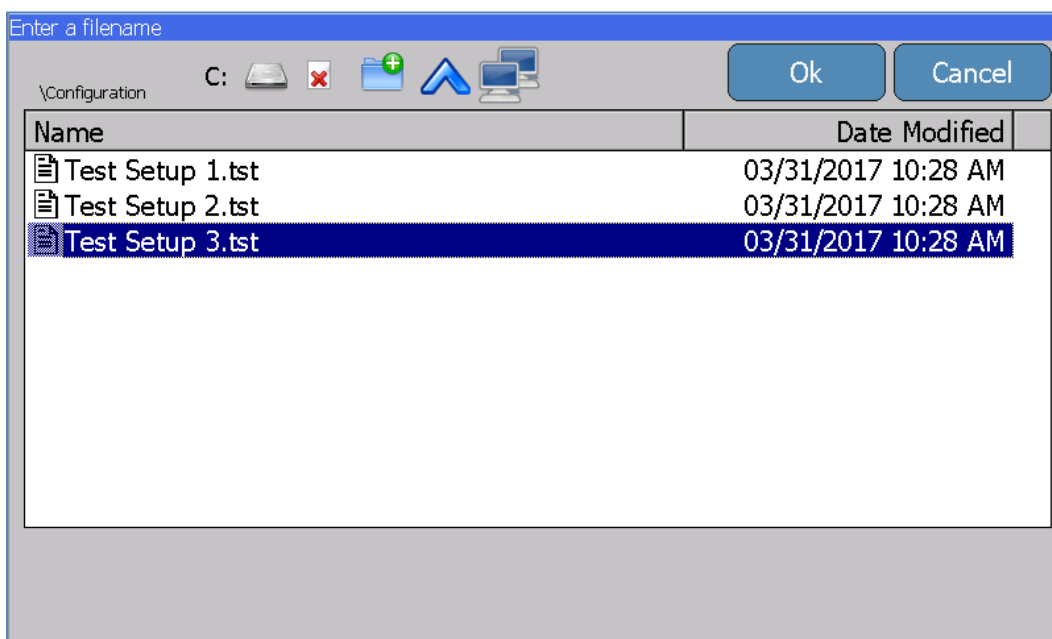 Enter a filename
\Configuration C: Ok Cancel
Name Date Modified
Test Setup 1.tst 03/31/2017 10:28 AM
Test Setup 2.tst 03/31/2017 10:28 AM
Test Setup 3.tst 03/31/2017 10:28 AM